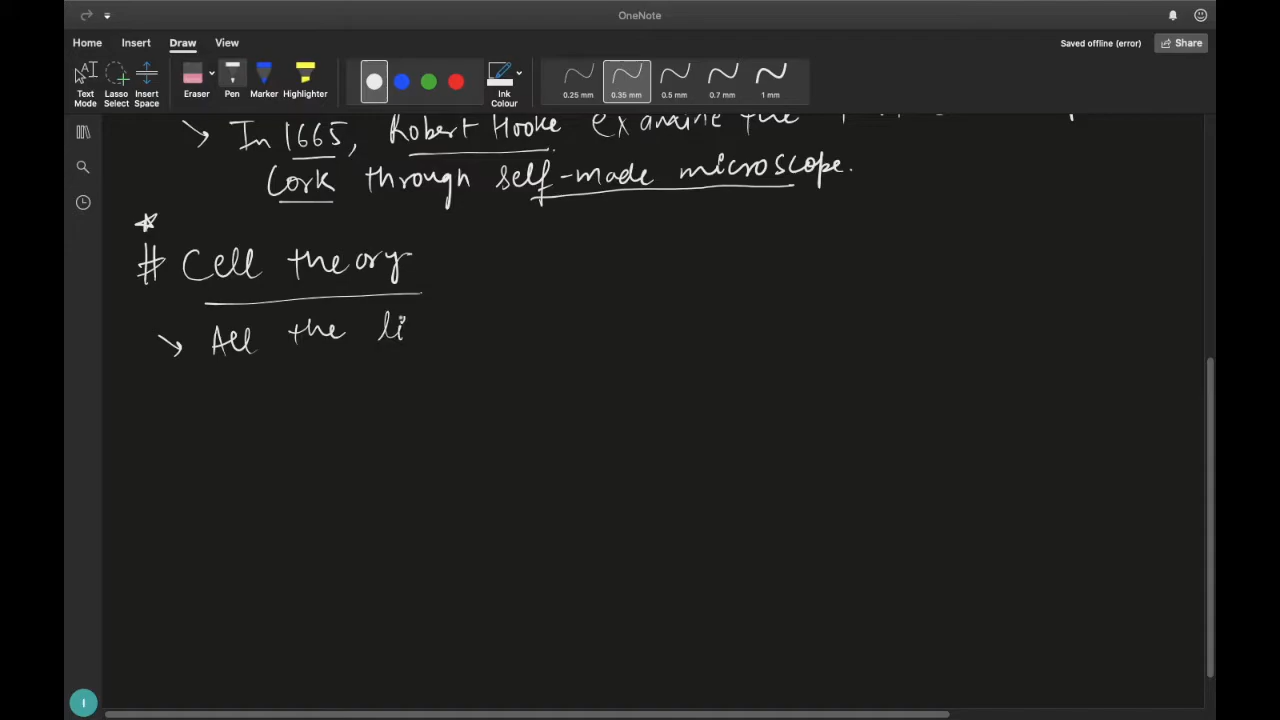 OneNote
Home Insert Draw View Saved offline (error) Share
Text Mode Lasso Select Insert Space Eraser Pen Marker Highlighter Ink Colour 0.25 mm 0.35 mm 0.5 mm 0.7 mm 1 mm
↘ In 1665, Robert Hooke examine the
Cork through self-made microscope.
# Cell theory
↘ All the li
I